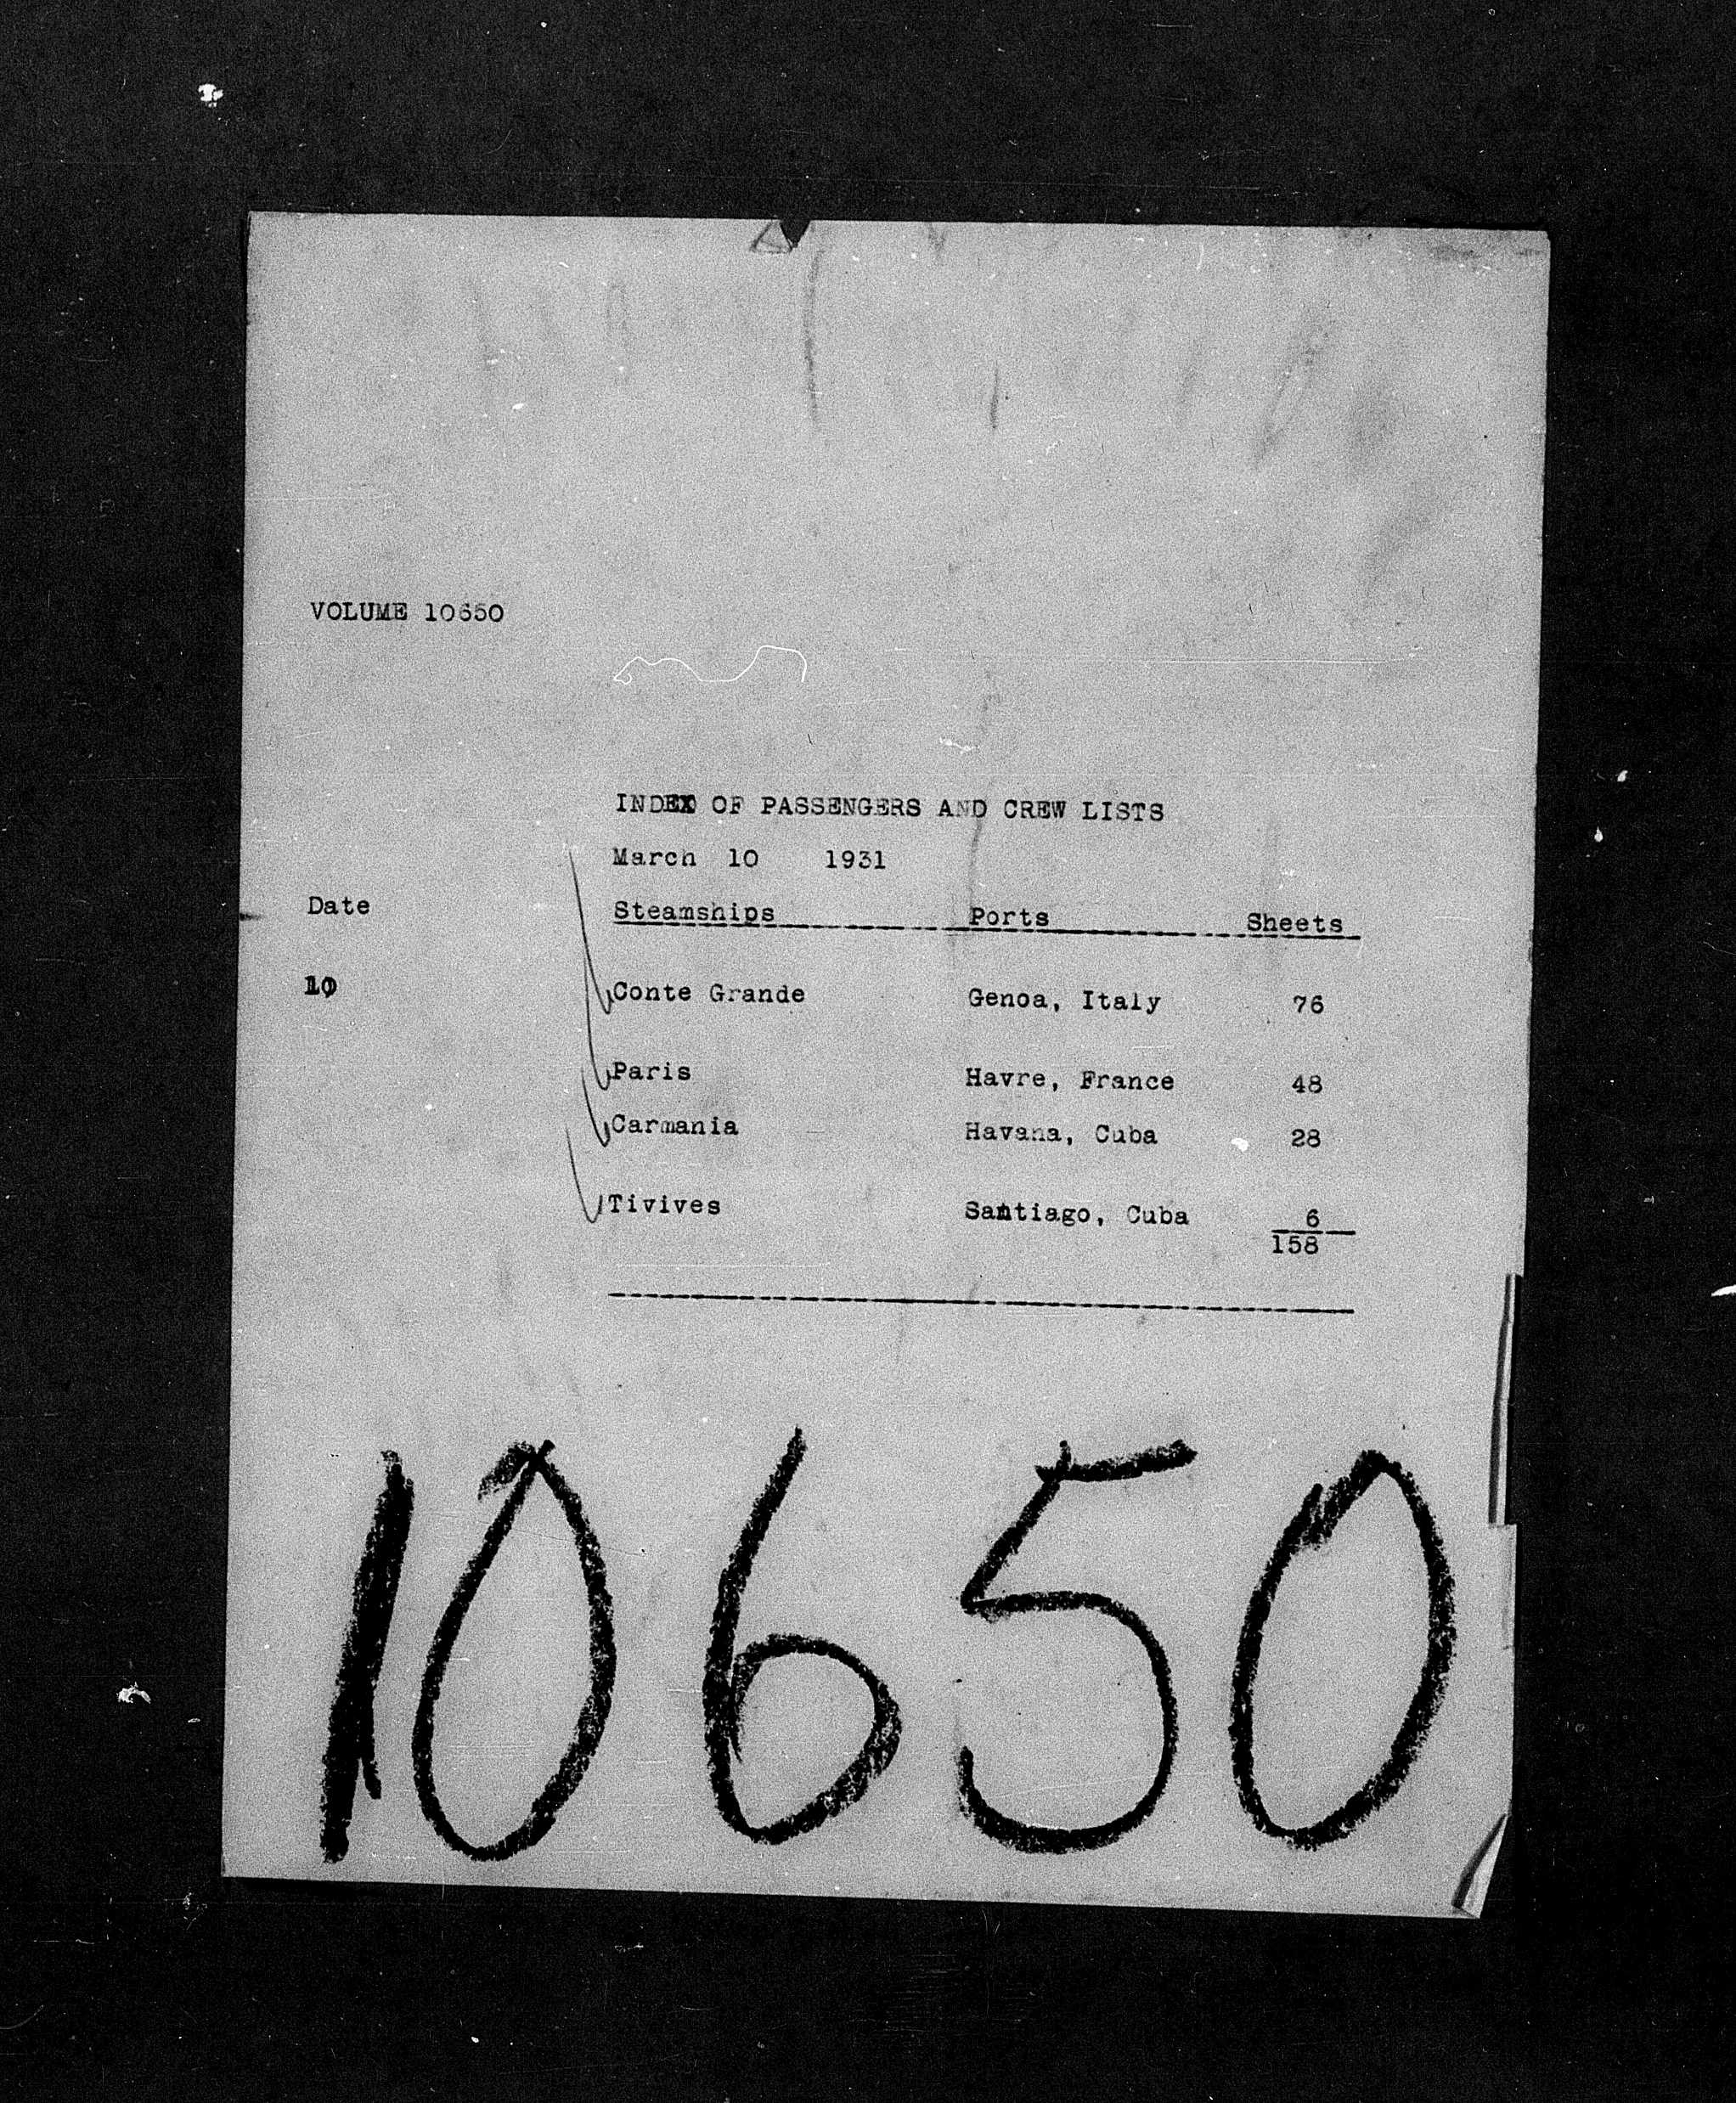 VOLUME 10650
INDEX OF PASSENGERS AND CREW LISTS
March 10 1931
Date Steamships Ports Sheets
10 Conte Grande Genoa, Italy 76
Paris Havre, France 48
Carmania Havana, Cuba 28
Tivives Santiago, Cuba 6
158
10650